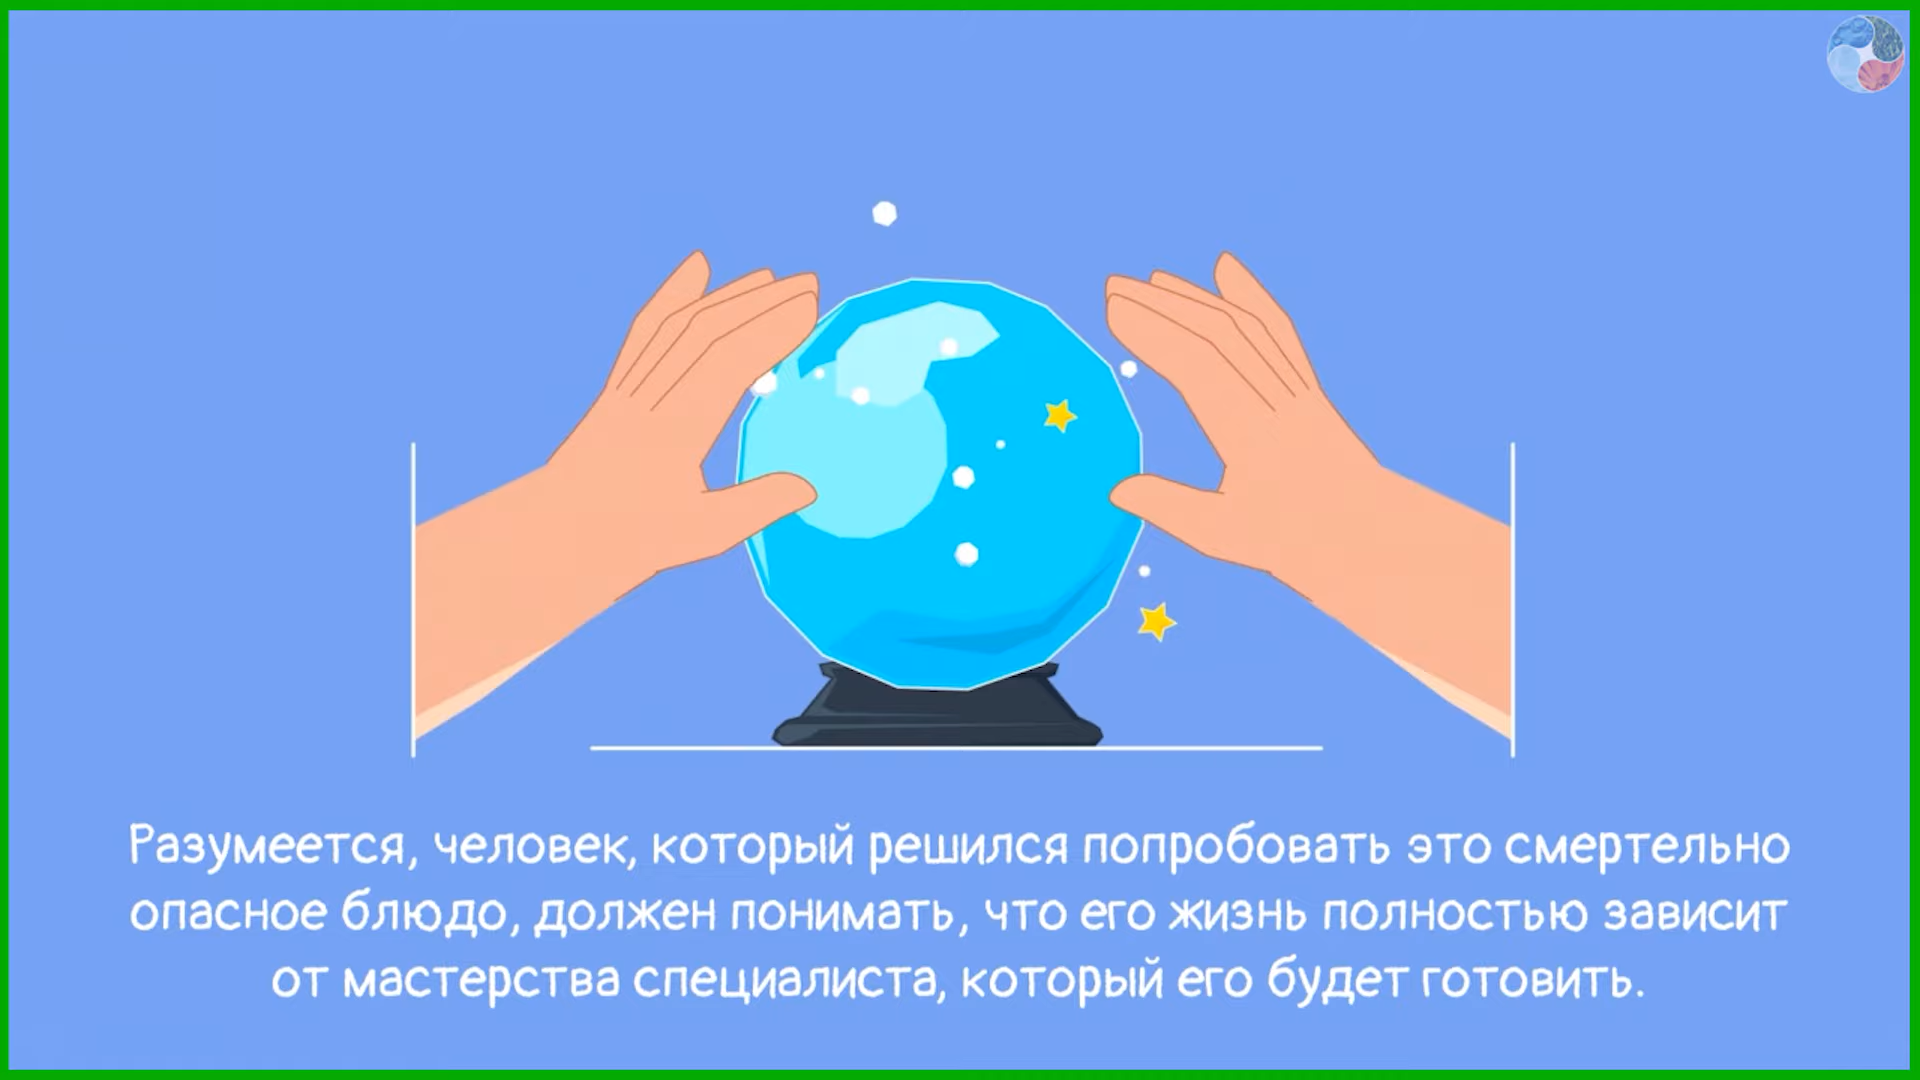 Разумеется, человек, который решился попробовать это смертельно
опасное блюдо, должен понимать, что его жизнь полностью зависит
от мастерства специалиста, который его будет готовить.